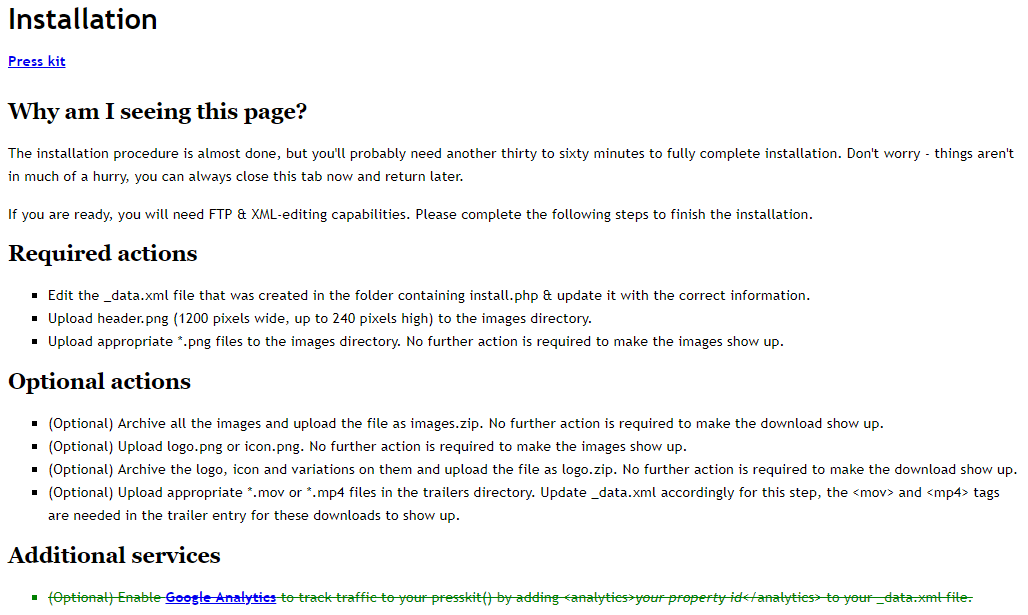 Installation
Press kit
Why am I seeing this page?
The installation procedure is almost done, but you'll probably need another thirty to sixty minutes to fully complete installation. Don't worry - things aren't
in much of a hurry, you can always close this tab now and return later.
If you are ready, you will need FTP & XML-editing capabilities. Please complete the following steps to finish the installation.
Required actions
Edit the _data.xml file that was created in the folder containing install.php & update it with the correct information.
Upload header.png (1200 pixels wide, up to 240 pixels high) to the images directory.
Upload appropriate *.png files to the images directory. No further action is required to make the images show up.
Optional actions
(Optional) Archive all the images and upload the file as images.zip. No further action is required to make the download show up.
(Optional) Upload logo.png or icon.png. No further action is required to make the images show up.
(Optional) Archive the logo, icon and variations on them and upload the file as logo.zip. No further action is required to make the download show up.
(Optional) Upload appropriate *.mov or *.mp4 files in the trailers directory. Update _data.xml accordingly for this step, the <mov> and <mp4> tags
are needed in the trailer entry for these downloads to show up.
Additional services
(Optional) Enable Google Analytics to track traffic to your presskit() by adding <analytics>your property id</analytics> to your _data.xml file.